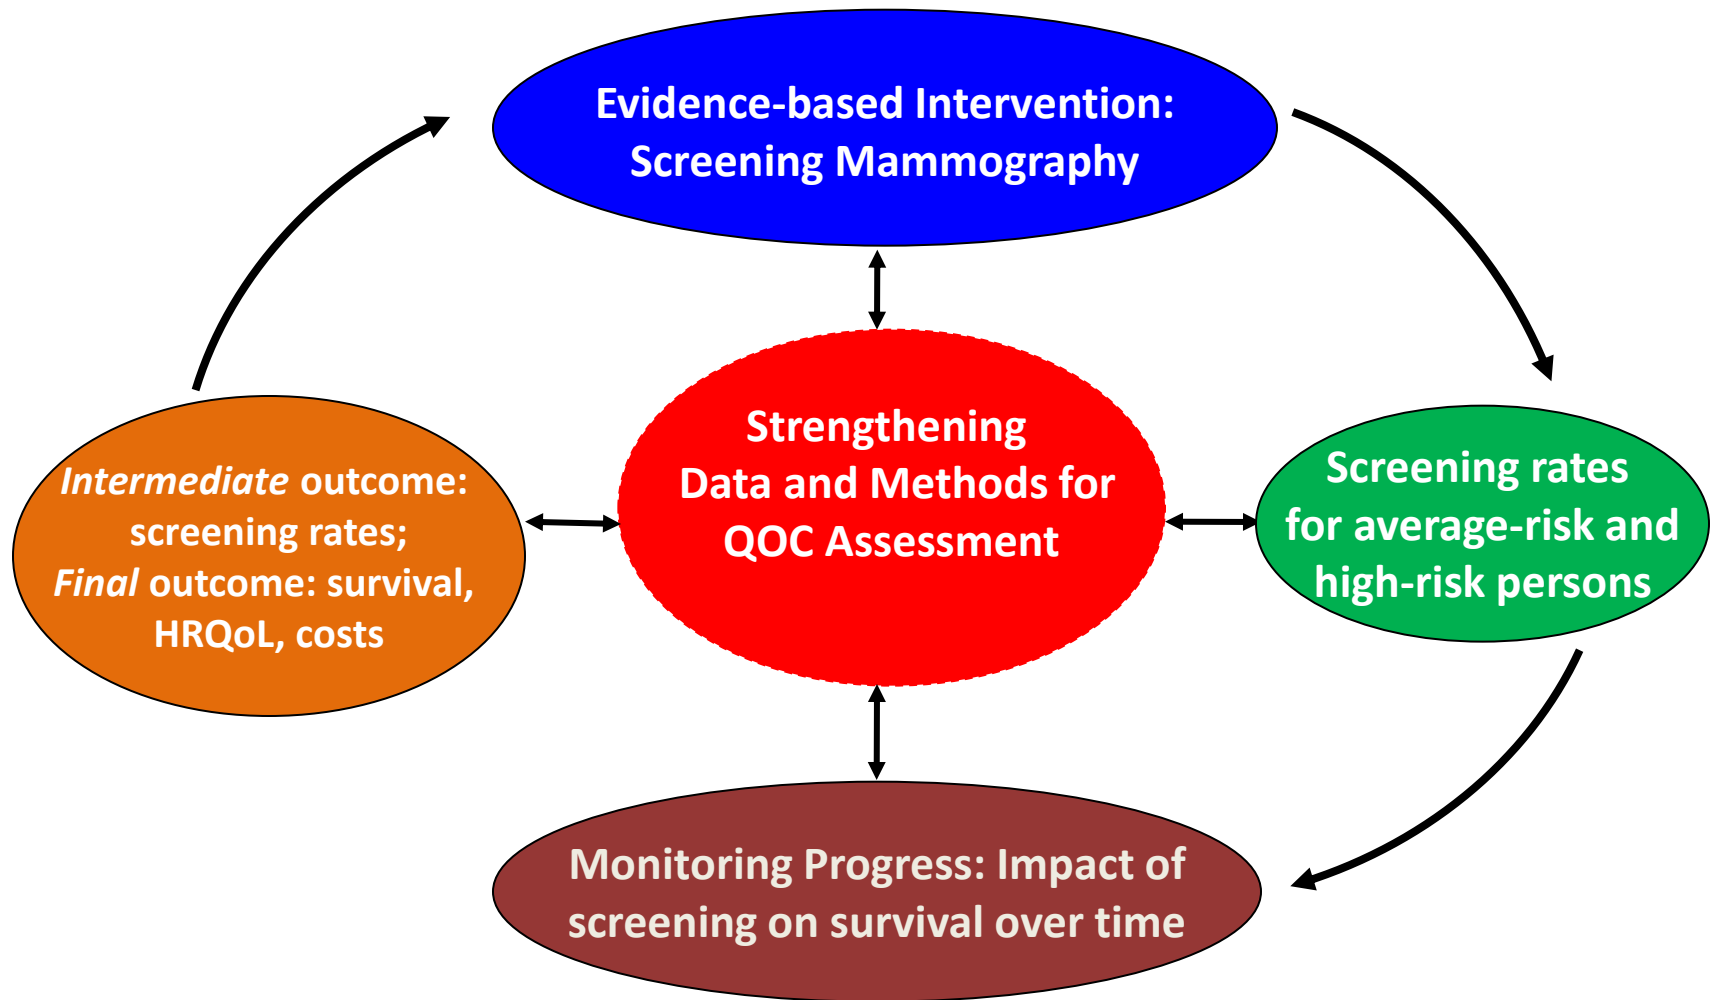 Evidence-based Intervention:
Screening Mammography
Strengthening
Data and Methods for
QOC Assessment
Intermediate outcome:
screening rates;
Final outcome: survival,
HRQoL, costs
Screening rates
for average-risk and
high-risk persons
Monitoring Progress: Impact of
screening on survival over time